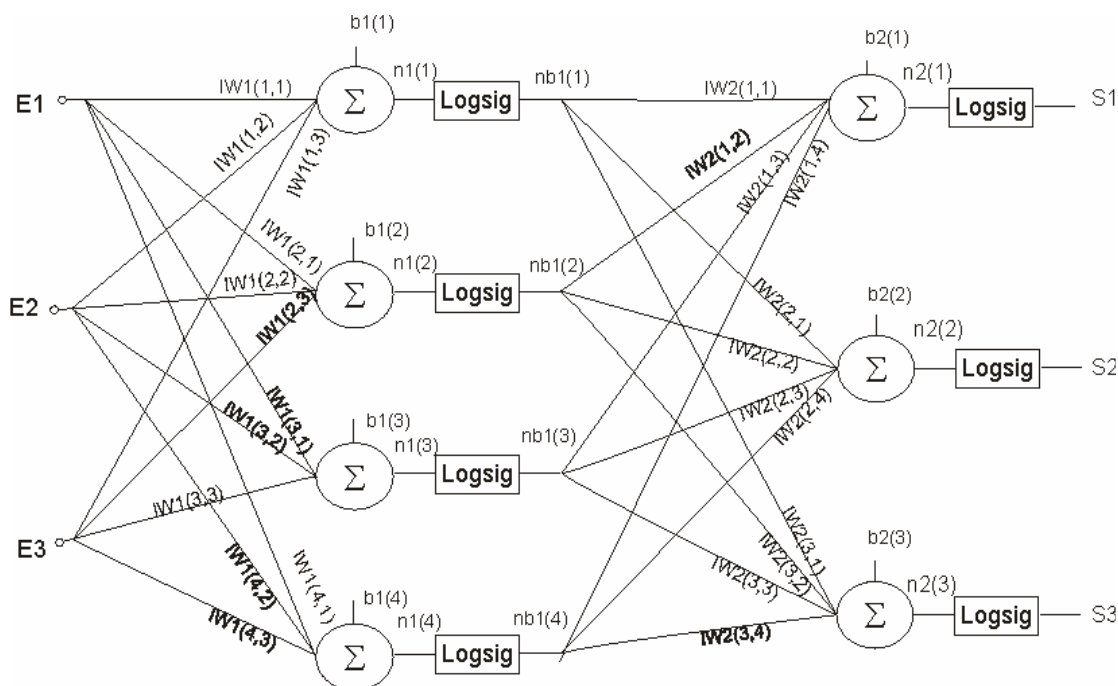 b1(1)
b2(1)
n1(1)
nb1(1)
n2(1)
E1
IW1(1,1)
Σ
Logsig
IW2(1,1)
Σ
Logsig
S1
IW1(1,2)
IW1(1,3)
IW2(1,2)
IW2(1,3)
IW2(1,4)
b1(2)
IW1(2,1)
n1(2)
nb1(2)
E2
IW1(2,2)
Σ
Logsig
IW1(2,3)
IW2(2,1)
b2(2)
n2(2)
IW2(2,2)
Σ
Logsig
S2
IW2(2,3)
IW2(2,4)
IW1(3,1)
IW1(3,2)
b1(3)
n1(3)
nb1(3)
Σ
Logsig
IW1(3,3)
E3
IW2(3,1)
IW2(3,2)
IW2(3,3)
b2(3)
n2(3)
Σ
Logsig
S3
IW1(4,1)
IW1(4,2)
IW1(4,3)
b1(4)
n1(4)
nb1(4)
Σ
Logsig
IW2(3,4)